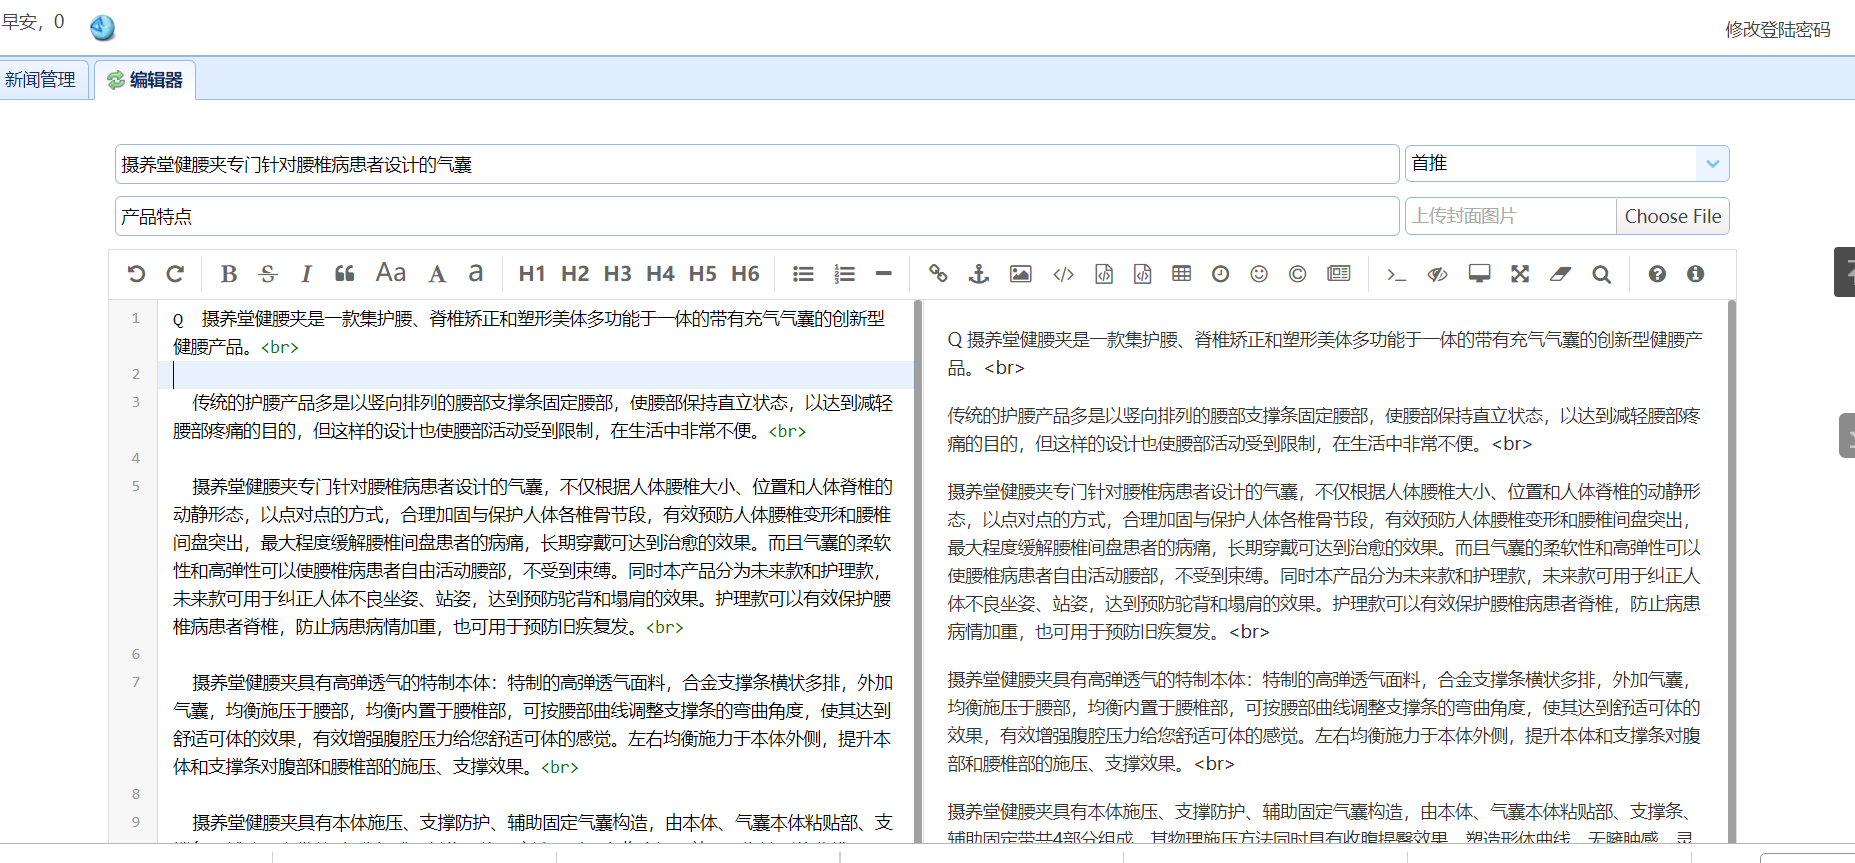 早安，0
修改登陆密码
新闻管理
编辑器
摄养堂健腰夹专门针对腰椎病患者设计的气囊
首推
产品特点
上传封面图片
Choose File
B S I Aa A a H1 H2 H3 H4 H5 H6
1 Q 摄养堂健腰夹是一款集护腰、脊椎矫正和塑形美体多功能于一体的带有充气气囊的创新型
健腰产品。<br>
2
3 传统的护腰产品多是以竖向排列的腰部支撑条固定腰部，使腰部保持直立状态，以达到减轻
腰部疼痛的目的，但这样的设计也使腰部活动受到限制，在生活中非常不便。<br>
4
5 摄养堂健腰夹专门针对腰椎病患者设计的气囊，不仅根据人体腰椎大小、位置和人体脊椎的
动静形态，以点对点的方式，合理加固与保护人体各椎骨节段，有效预防人体腰椎变形和腰椎
间盘突出，最大程度缓解腰椎间盘患者的病痛，长期穿戴可达到治愈的效果。而且气囊的柔软
性和高弹性可以使腰椎病患者自由活动腰部，不受到束缚。同时本产品分为未来款和护理款，
未来款可用于纠正人体不良坐姿、站姿，达到预防驼背和塌肩的效果。护理款可以有效保护腰
椎病患者脊椎，防止病患病情加重，也可用于预防旧疾复发。<br>
6
7 摄养堂健腰夹具有高弹透气的特制本体：特制的高弹透气面料，合金支撑条横状多排，外加
气囊，均衡施压于腰部，均衡内置于腰椎部，可按腰部曲线调整支撑条的弯曲角度，使其达到
舒适可体的效果，有效增强腹腔压力给您舒适可体的感觉。左右均衡施力于本体外侧，提升本
体和支撑条对腹部和腰椎部的施压、支撑效果。<br>
8
9 摄养堂健腰夹具有本体施压、支撑防护、辅助固定气囊构造，由本体、气囊本体粘贴部、支
Q 摄养堂健腰夹是一款集护腰、脊椎矫正和塑形美体多功能于一体的带有充气气囊的创新型健腰产
品。<br>
传统的护腰产品多是以竖向排列的腰部支撑条固定腰部，使腰部保持直立状态，以达到减轻腰部疼
痛的目的，但这样的设计也使腰部活动受到限制，在生活中非常不便。<br>
摄养堂健腰夹专门针对腰椎病患者设计的气囊，不仅根据人体腰椎大小、位置和人体脊椎的动静形
态，以点对点的方式，合理加固与保护人体各椎骨节段，有效预防人体腰椎变形和腰椎间盘突出，
最大程度缓解腰椎间盘患者的病痛，长期穿戴可达到治愈的效果。而且气囊的柔软性和高弹性可以
使腰椎病患者自由活动腰部，不受到束缚。同时本产品分为未来款和护理款，未来款可用于纠正人
体不良坐姿、站姿，达到预防驼背和塌肩的效果。护理款可以有效保护腰椎病患者脊椎，防止病患
病情加重，也可用于预防旧疾复发。<br>
摄养堂健腰夹具有高弹透气的特制本体：特制的高弹透气面料，合金支撑条横状多排，外加气囊，
均衡施压于腰部，均衡内置于腰椎部，可按腰部曲线调整支撑条的弯曲角度，使其达到舒适可体的
效果，有效增强腹腔压力给您舒适可体的感觉。左右均衡施力于本体外侧，提升本体和支撑条对腹
部和腰椎部的施压、支撑效果。<br>
摄养堂健腰夹具有本体施压、支撑防护、辅助固定气囊构造，由本体、气囊本体粘贴部、支撑条、
辅助固定带共4部分组成，其物理施压方法同时具有收腹提臀效果，塑造形体曲线，无臃肿感，灵